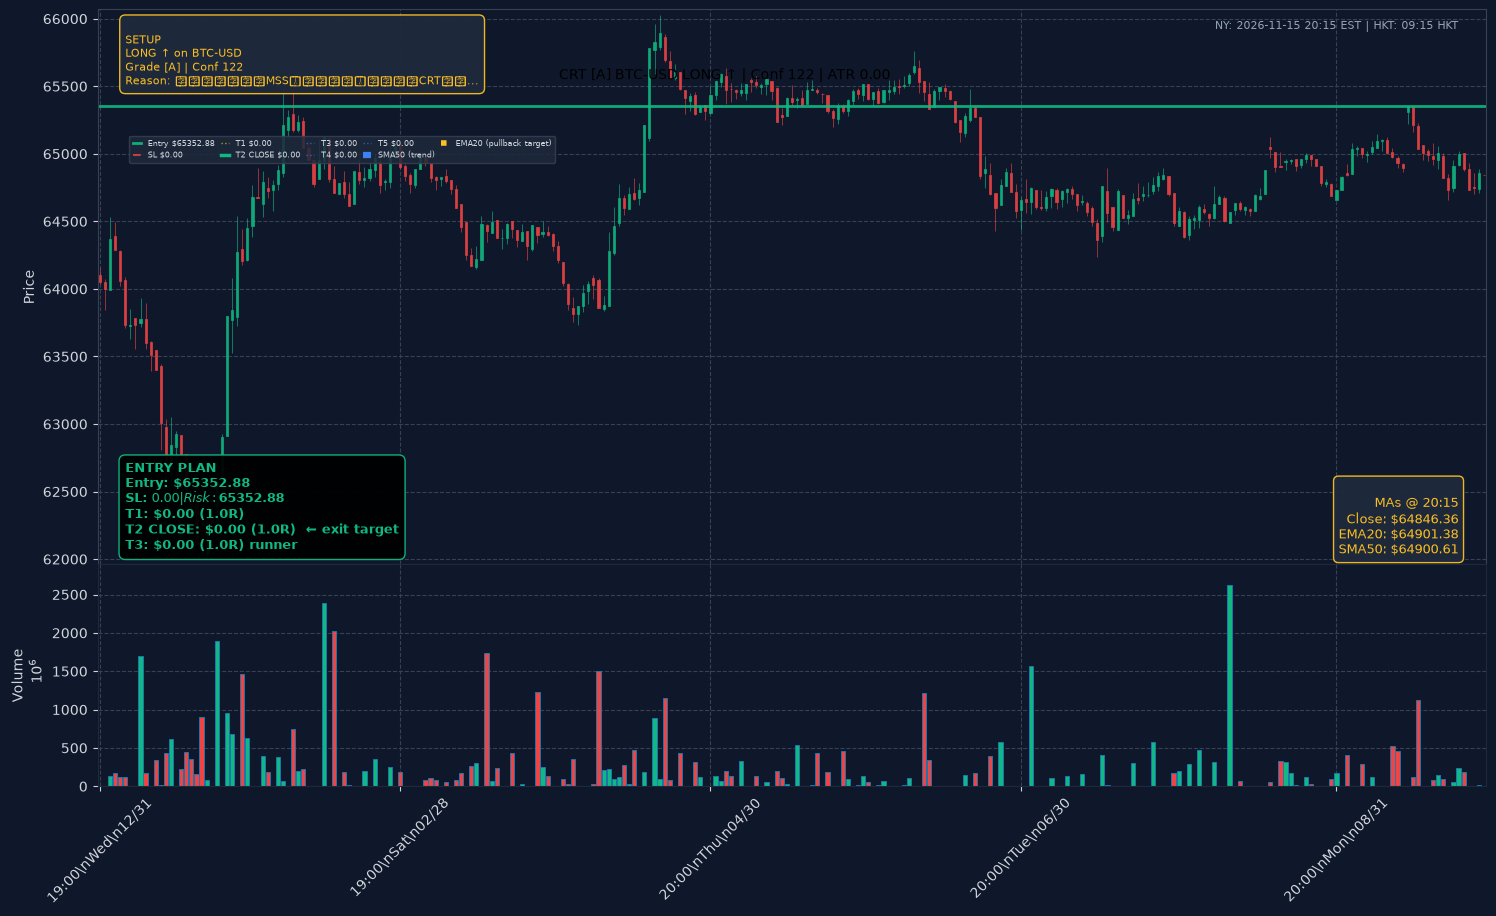 66000
65500
65000
64500
64000
63500
63000
62500
62000
Price
SETUP
LONG ↑ on BTC-USD
Grade [A] | Conf 122
Reason: MSS CRT ...
NY: 2026-11-15 20:15 EST | HKT: 09:15 HKT
CRT [A] BTC-USD LONG ↑ | Conf 122 | ATR 0.00
Entry $65352.88
SL $0.00
T1 $0.00
T2 CLOSE $0.00
T3 $0.00
T4 $0.00
T5 $0.00
SMA50 (trend)
EMA20 (pullback target)
ENTRY PLAN
Entry: $65352.88
SL: 0.00|Risk:65352.88
T1: $0.00 (1.0R)
T2 CLOSE: $0.00 (1.0R) ← exit target
T3: $0.00 (1.0R) runner
MAs @ 20:15
Close: $64846.36
EMA20: $64901.38
SMA50: $64900.61
2500
2000
1500
1000
500
0
Volume
10⁶
19:00\nWed\n12/31
19:00\nSat\n02/28
20:00\nThu\n04/30
20:00\nTue\n06/30
20:00\nMon\n08/31